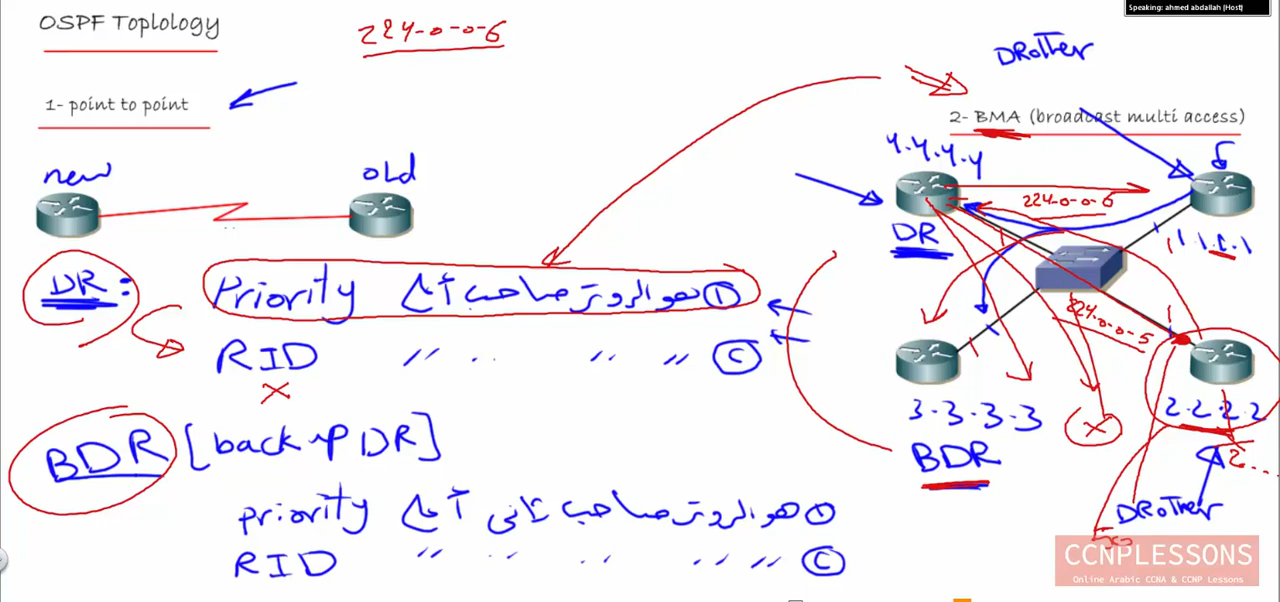 Speaking: ahmed abdallah [Host]
OSPF Toplology
224-0-0-6
DRother
1- point to point
2- BMA (broadcast multi access)
new
old
4.4.4.4
224-0-0-6
DR
1.1.1.1
DR:
① هو الروتر صاحب أعلى Priority
224-0-0-5
② " " " " RID
X
X
3.3.3.3
2.2.2.2
BDR [back up DR]
BDR
2...
① هو الروتر صاحب ثانى أعلى priority
DRother
② " " " " RID
CCNPLESSONS
Online Arabic CCNA & CCNP Lessons